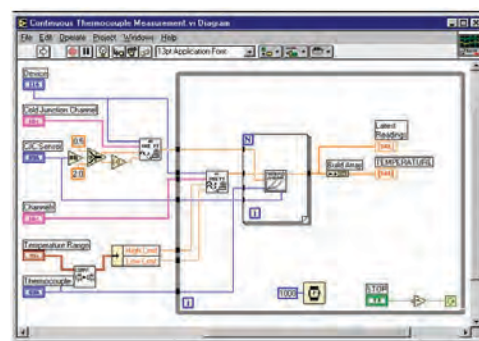 Continuous Thermocouple Measurement.vi Diagram
File Edit Operate Project Windows Help
13pt Application Font
Device
Cold-Junction Channel
CJC Sensor
0.5
2.0
Channels
Temperature Range
High Limit
Low Limit
Thermocouple
N
i
Build Array
Latest
Readings
TEMPERATURE
i
1000
STOP
TF